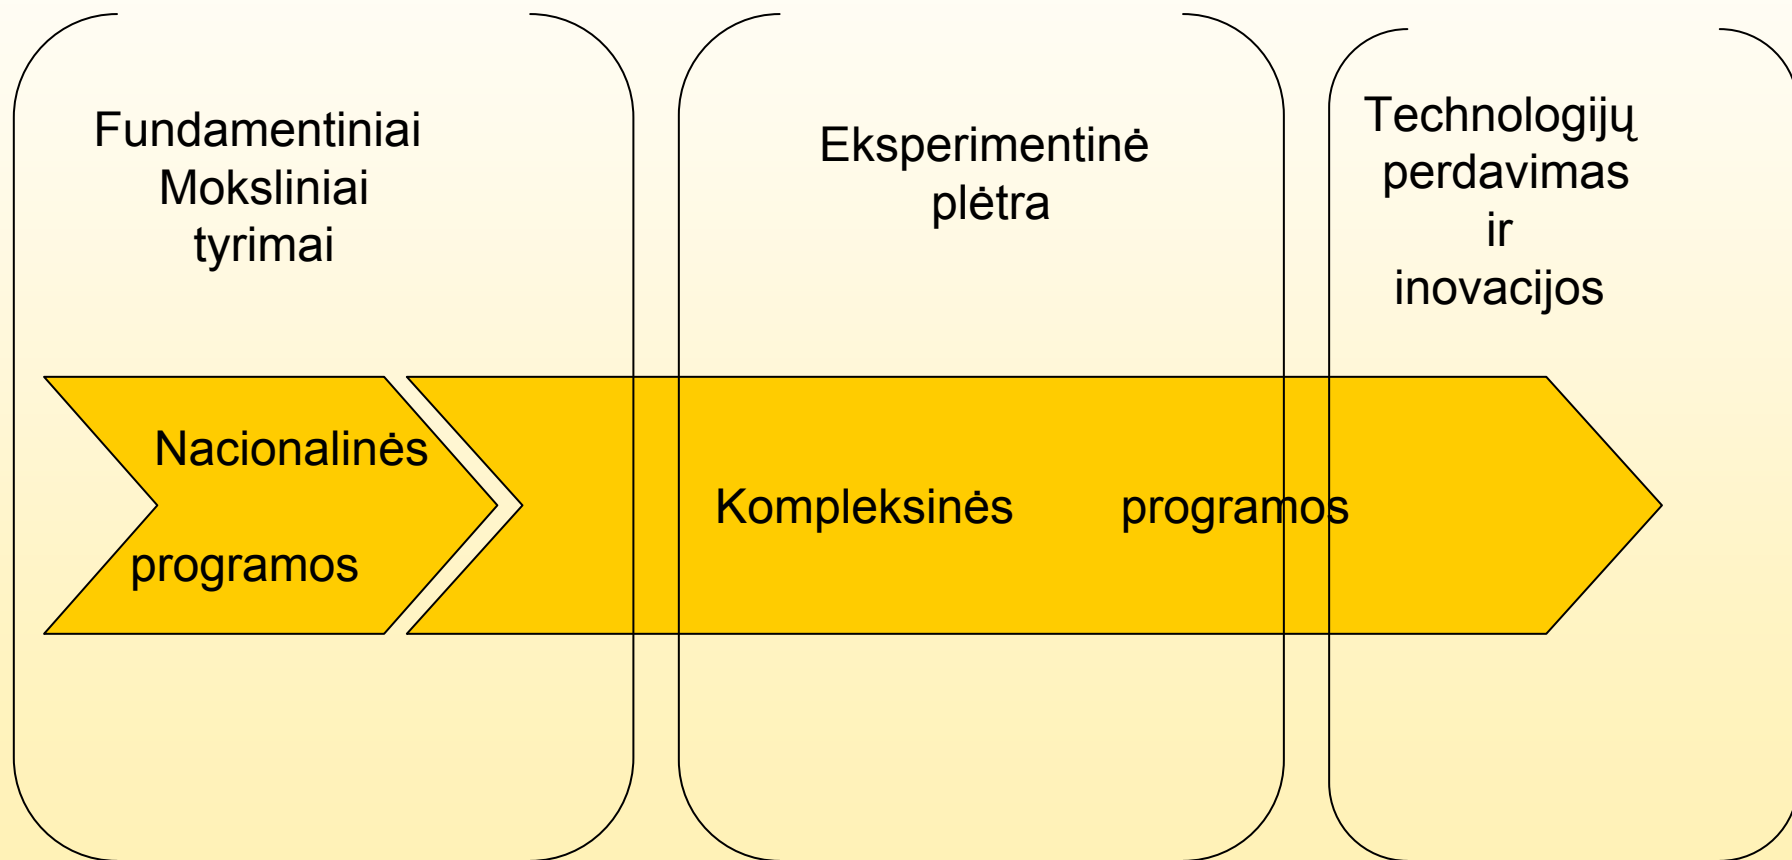 Fundamentiniai
Moksliniai
tyrimai
Eksperimentinė
plėtra
Technologijų
perdavimas
ir
inovacijos
Nacionalinės
programos
Kompleksinės programos